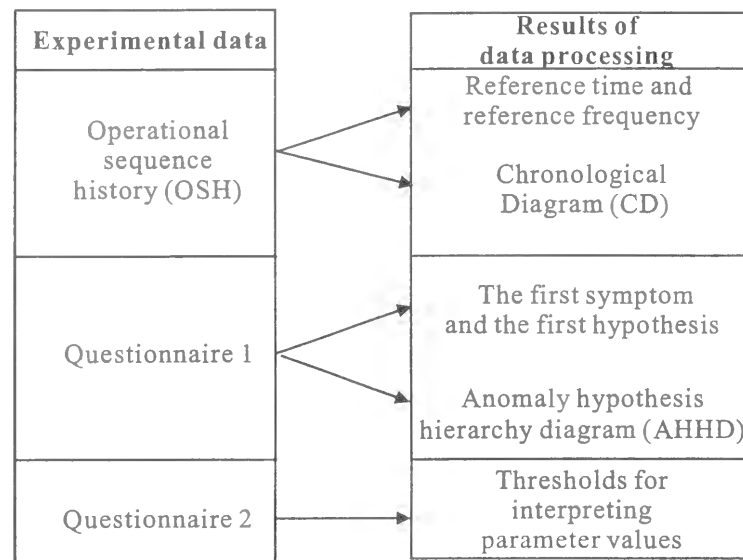 Experimental data
Operational
sequence
history (OSH)
Questionnaire 1
Questionnaire 2
Results of
data processing
Reference time and
reference frequency
Chronological
Diagram (CD)
The first symptom
and the first hypothesis
Anomaly hypothesis
hierarchy diagram (AHHD)
Thresholds for
interpreting
parameter values